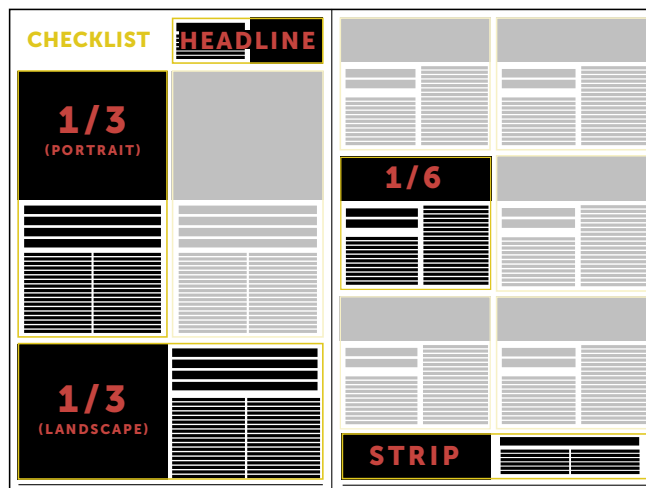 CHECKLIST
HEADLINE
1/3
(PORTRAIT)
1/3
(LANDSCAPE)
1/6
STRIP